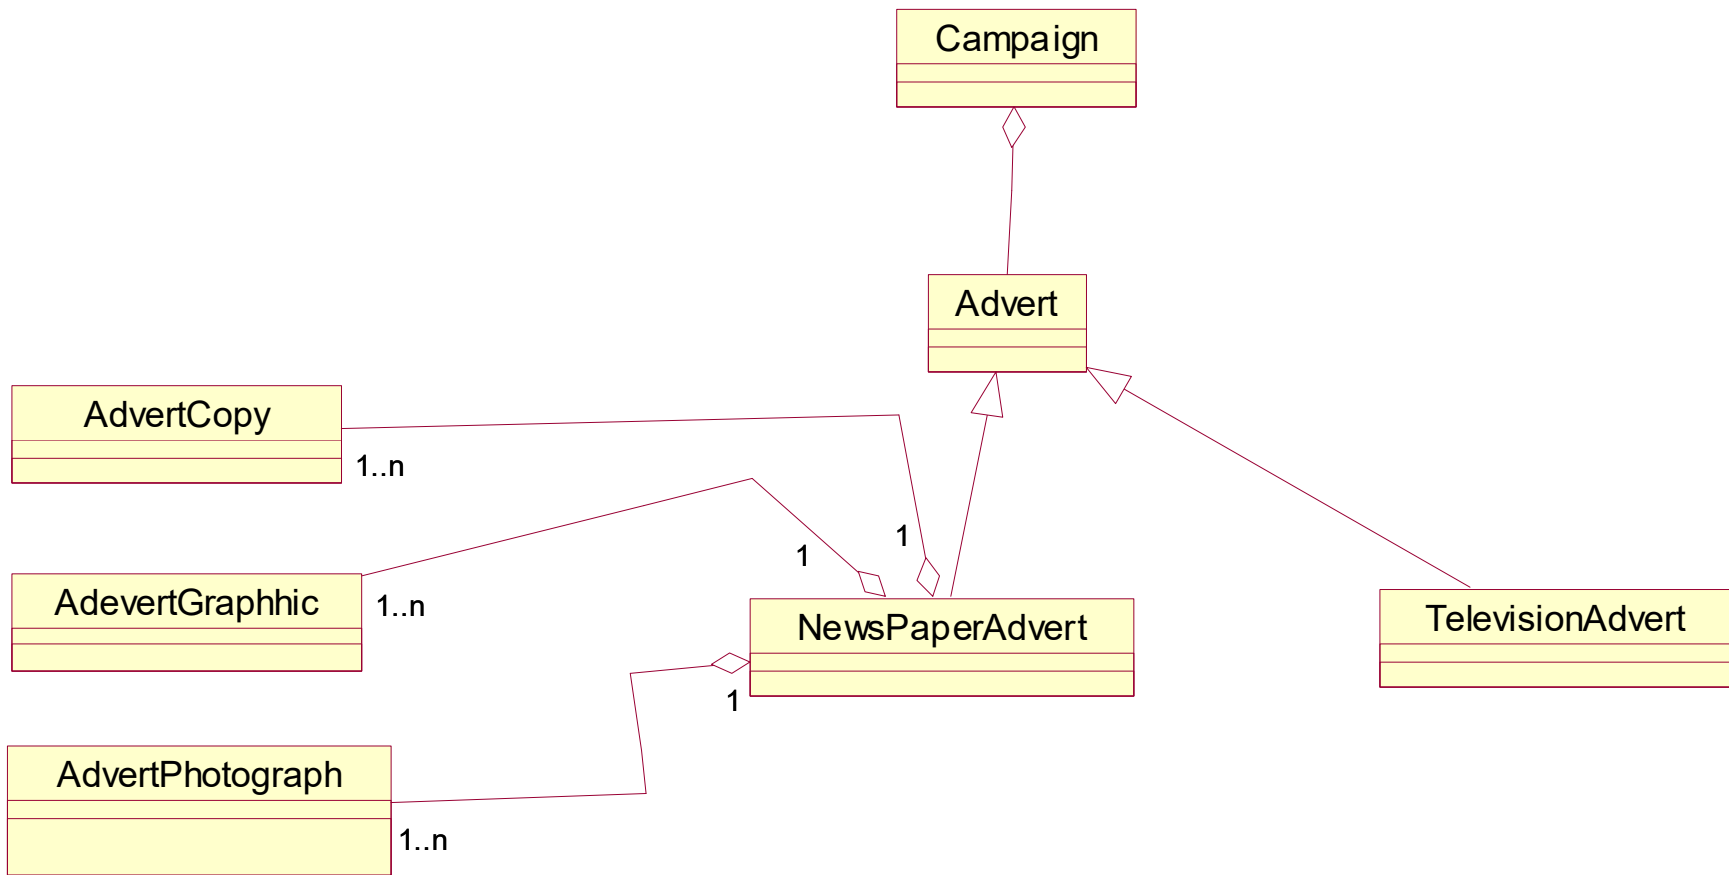 Campaign
Advert
AdvertCopy
1..n
1
1
AdevertGraphhic
1..n
NewsPaperAdvert
TelevisionAdvert
1
AdvertPhotograph
1..n